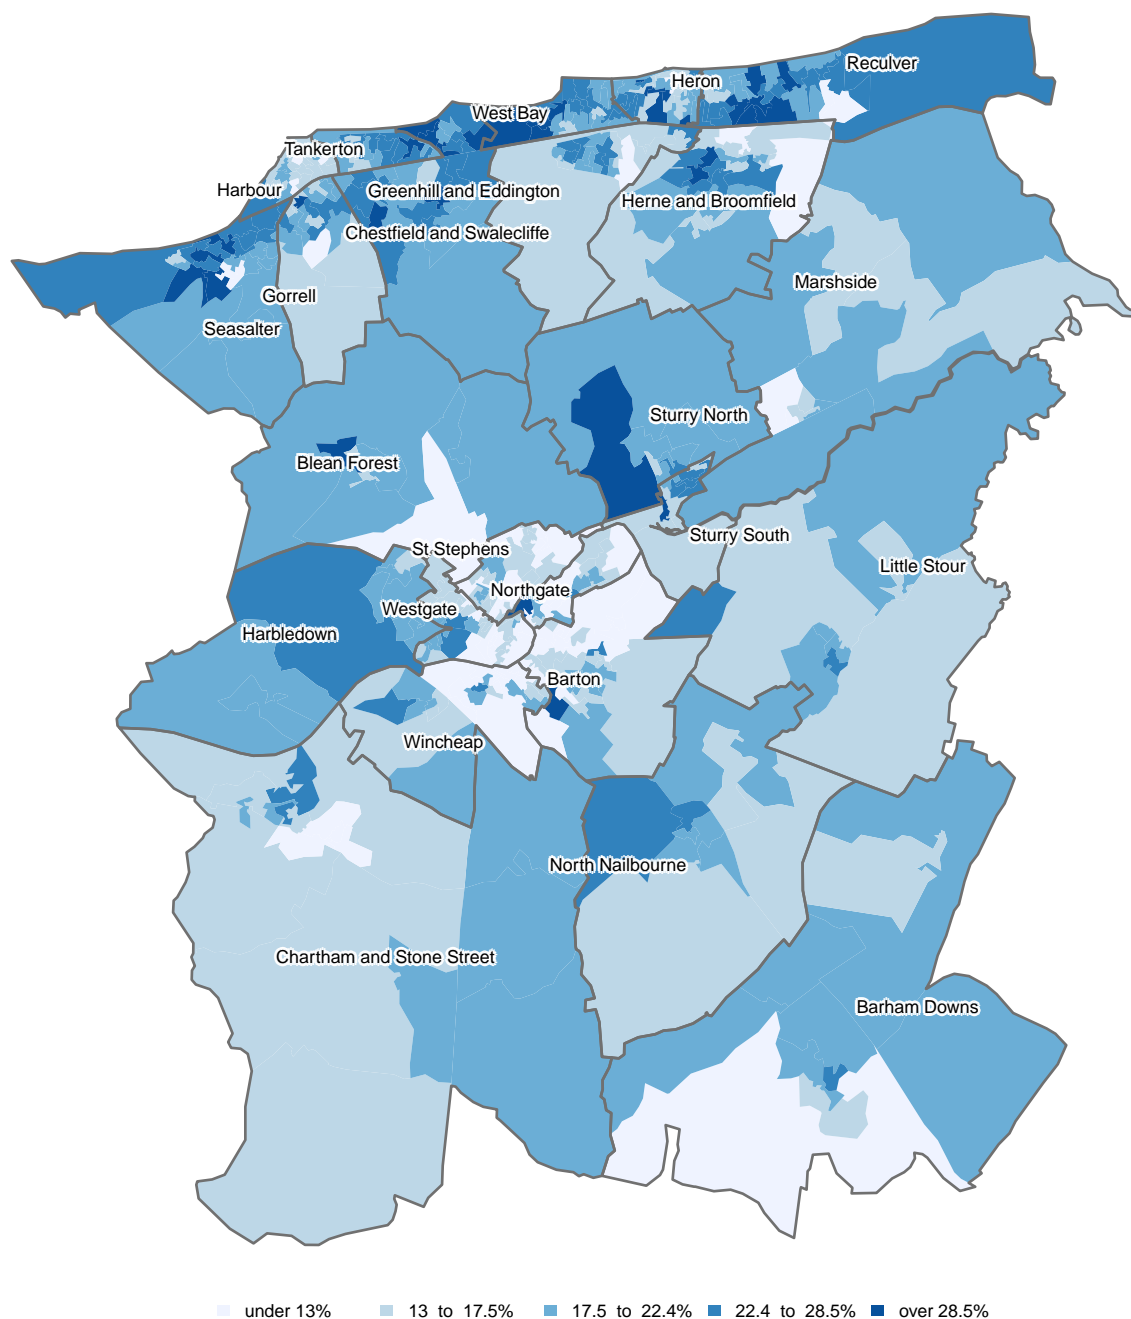 Reculver
Heron
West Bay
Tankerton
Harbour
Greenhill and Eddington
Herne and Broomfield
Chestfield and Swalecliffe
Marshside
Gorrell
Seasalter
Sturry North
Blean Forest
Sturry South
St Stephens
Little Stour
Northgate
Westgate
Harbledown
Barton
Wincheap
North Nailbourne
Chartham and Stone Street
Barham Downs
under 13% 13 to 17.5% 17.5 to 22.4% 22.4 to 28.5% over 28.5%